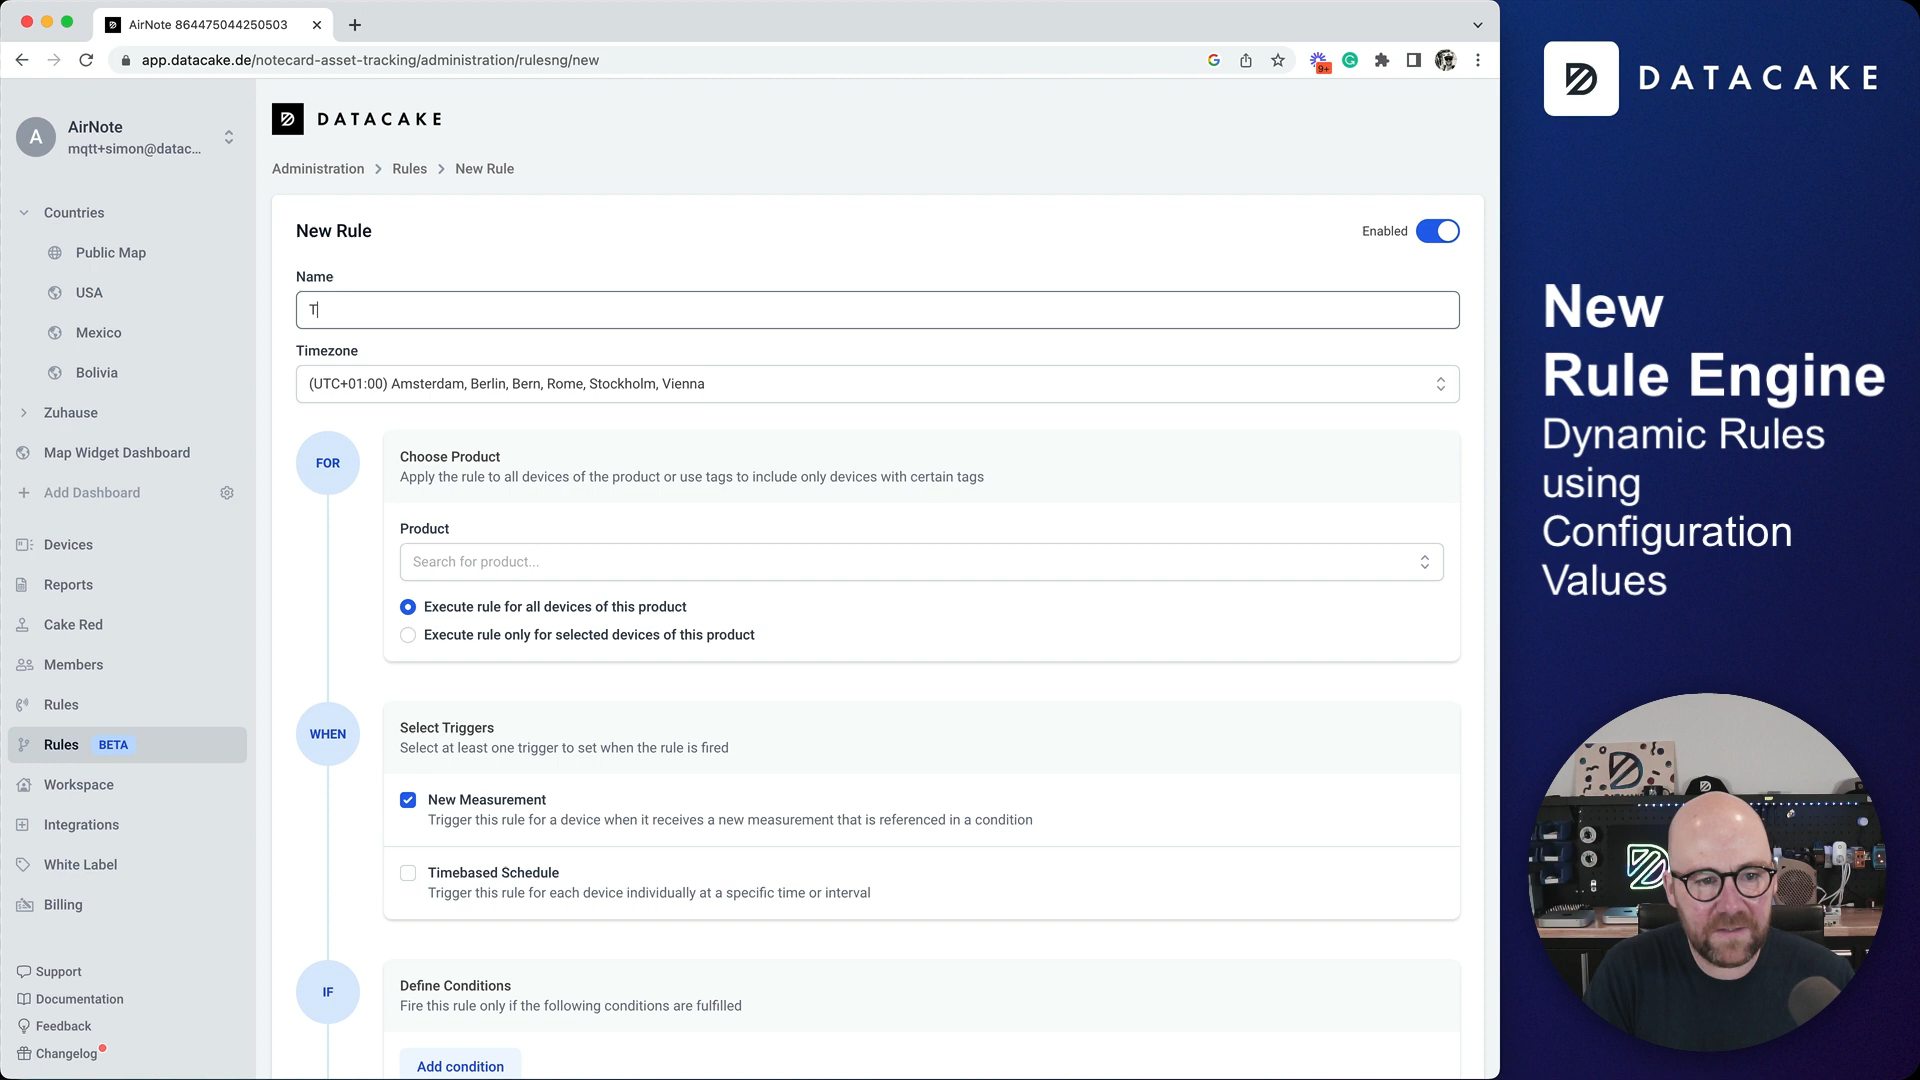 AirNote 864475044250503
app.datacake.de/notecard-asset-tracking/administration/rulesng/new
9+
A
AirNote
mqtt+simon@datac...
Countries
Public Map
USA
Mexico
Bolivia
Zuhause
Map Widget Dashboard
Add Dashboard
Devices
Reports
Cake Red
Members
Rules
Rules BETA
Workspace
Integrations
White Label
Billing
Support
Documentation
Feedback
Changelog
DATACAKE
Administration > Rules > New Rule
New Rule
Enabled
Name
T
Timezone
(UTC+01:00) Amsterdam, Berlin, Bern, Rome, Stockholm, Vienna
FOR
Choose Product
Apply the rule to all devices of the product or use tags to include only devices with certain tags
Product
Search for product...
Execute rule for all devices of this product
Execute rule only for selected devices of this product
WHEN
Select Triggers
Select at least one trigger to set when the rule is fired
New Measurement
Trigger this rule for a device when it receives a new measurement that is referenced in a condition
Timebased Schedule
Trigger this rule for each device individually at a specific time or interval
IF
Define Conditions
Fire this rule only if the following conditions are fulfilled
Add condition
DATACAKE
New
Rule Engine
Dynamic Rules
using
Configuration
Values